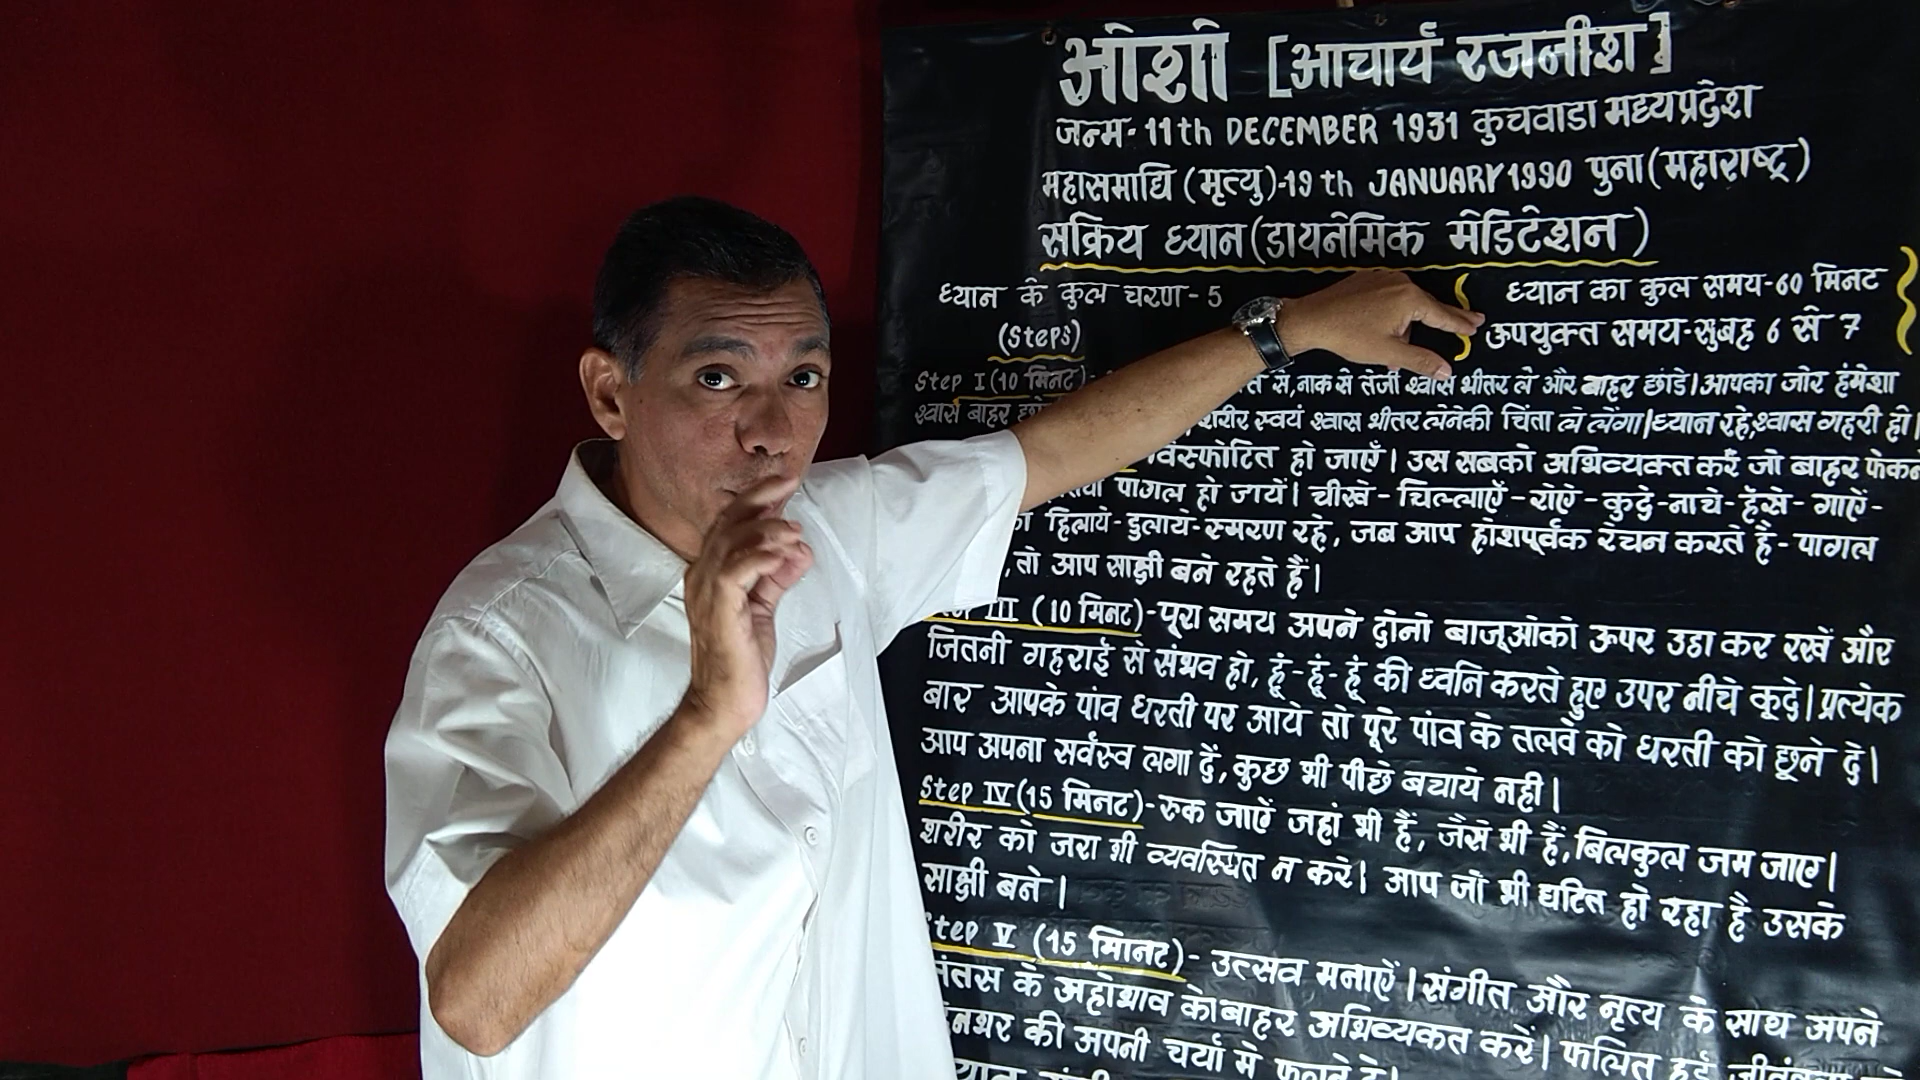 ओशो [आचार्य रजनीश]
जन्म- 11th DECEMBER 1931 कुचवाडा मध्यप्रदेश
महासमाधि (मृत्यु)-19 th JANUARY 1990 पुना (महाराष्ट्र)
सक्रिय ध्यान (डायनेमिक मेडिटेशन)
ध्यान के कुल चरण - 5
(Steps)
ध्यान का कुल समय-60 मिनट
उपयुक्त समय-सुबह 6 से 7
Step I (10 मिनट)- से, नाक से तेजी श्वास भीतर ले और बाहर छोडे। आपका जोर हंमेशा
श्वास बाहर शरीर स्वयं श्वास भीतर लेनेकी चिंता ले लेंगा। ध्यान रहे, श्वास गहरी हो।
विस्फोटित हो जाएँ। उस सबको अभिव्यक्त करें जो बाहर फेकने
पागल हो जायें। चीखे - चिल्लाएँ - रोएँ - कुदे-नाचे-हँसे - गाएँ -
हिलाये-डुलाये-स्मरण रहे, जब आप होशपूर्वक रेचन करते है - पागल
, तो आप साक्षी बने रहते हैं।
III (10 मिनट)-पूरा समय अपने दोनो बाजूओको ऊपर उठा कर रखें और
जितनी गहराई से संभव हो, हूं-हूं-हूं की ध्वनि करते हुए उपर नीचे कूदे। प्रत्येक
बार आपके पांव धरती पर आये तो पूरे पांव के तलवे को धरती को छूने दे।
आप अपना सर्वस्व लगा दें, कुछ भी पीछे बचाये नही।
Step IV (15 मिनट)-रुक जाऐं जहां भी हैं, जैसे भी हैं, बिलकुल जम जाए।
शरीर को जरा भी व्यवस्थित न करे। आप जो भी घटित हो रहा है उसके
साक्षी बने।
Step V (15 मिनट)- उत्सव मनाऐं। संगीत और नृत्य के साथ अपने
के अहोभाव को बाहर अभिव्यकत करें। फलित हुई
की अपनी चर्या मे फलने दे।